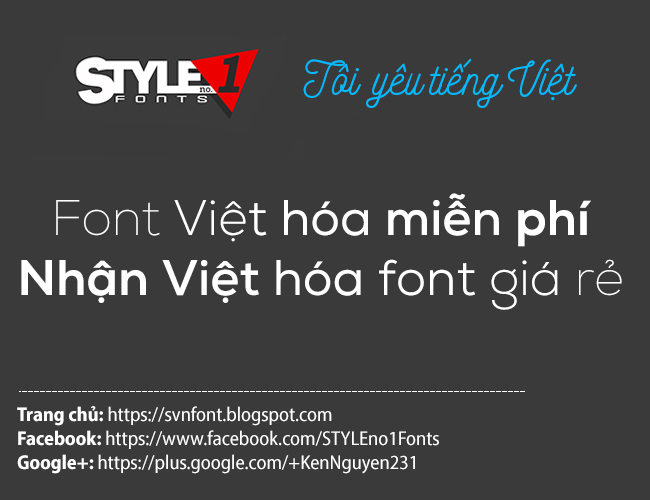 STYLE no. 1
FONTS
Tôi yêu tiếng Việt
Font Việt hóa miễn phí
Nhận Việt hóa font giá rẻ
Trang chủ: https://svnfont.blogspot.com
Facebook: https://www.facebook.com/STYLEno1Fonts
Google+: https://plus.google.com/+KenNguyen231